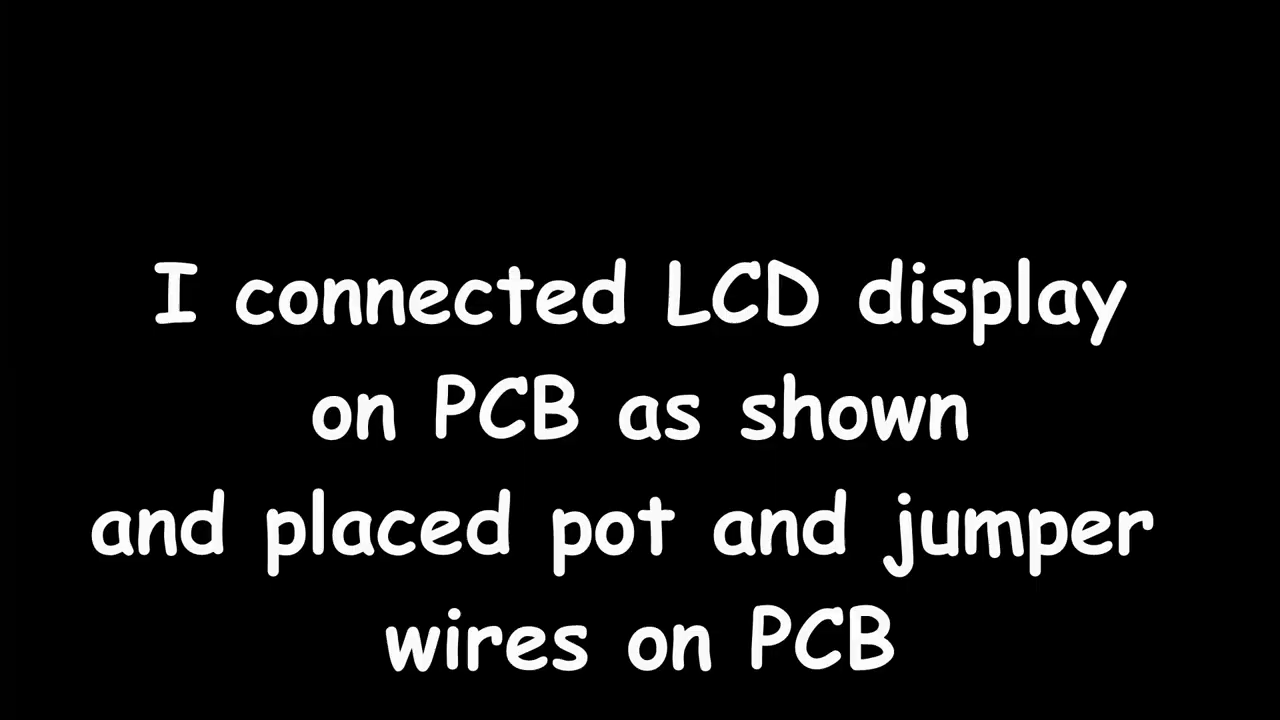 I connected LCD display
on PCB as shown
and placed pot and jumper
wires on PCB